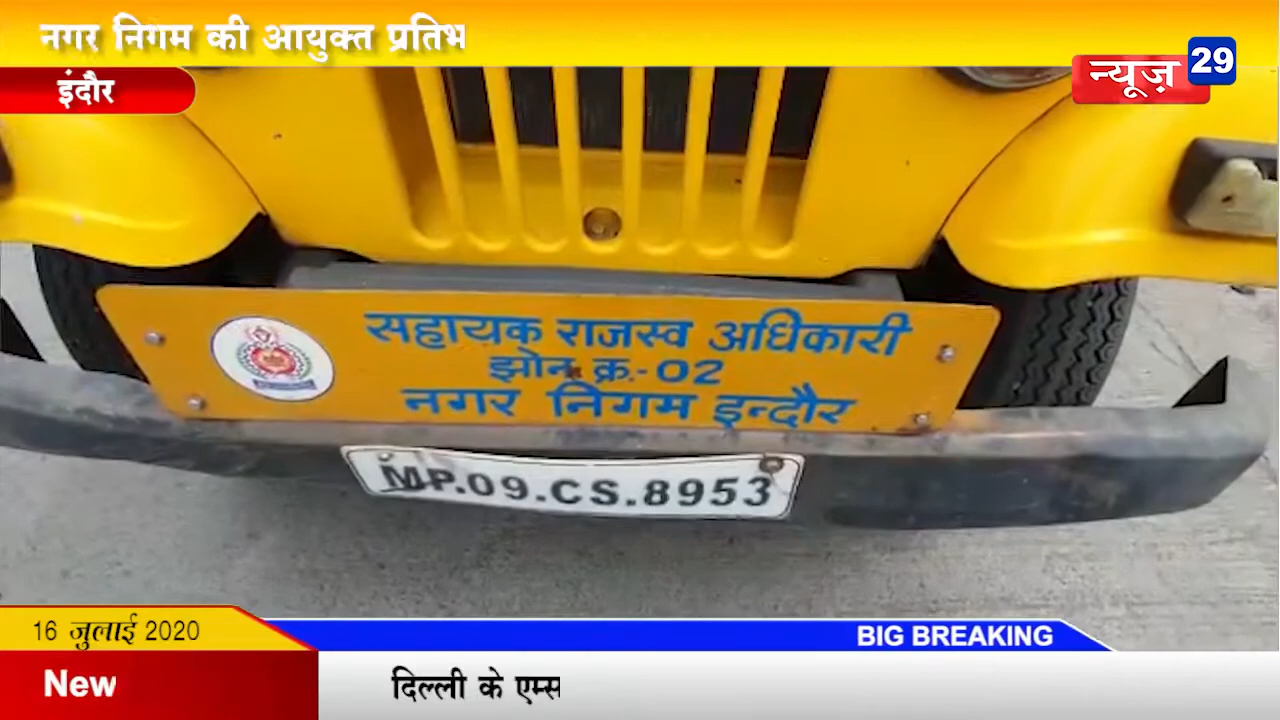 नगर निगम की आयुक्त प्रतिभ
इंदौर
न्यूज़ 29
सहायक राजस्व अधिकारी
झोन क्र.-02
नगर निगम इन्दौर
MP.09.CS.8953
16 जुलाई 2020
BIG BREAKING
New
दिल्ली के एम्स